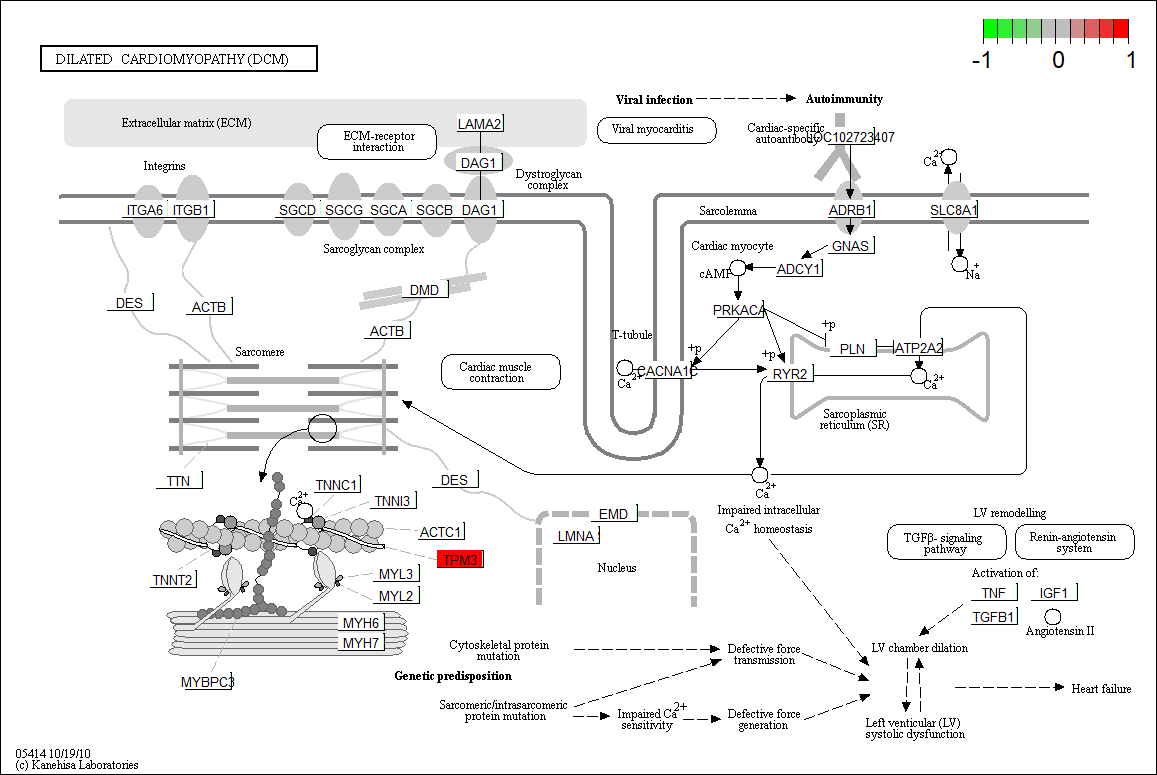 DILATED CARDIOMYOPATHY (DCM)
-1 0 1
Viral infection
Autoimmunity
Extracellular matrix (ECM)
LAMA2
ECM-receptor
interaction
Viral myocarditis
Cardiac-specific
autoantibody
LOC102723407
Ca2+
Integrins
DAG1
Dystroglycan
complex
ITGA6
ITGB1
SGCD
SGCG
SGCA
SGCB
DAG1
Sarcolemma
ADRB1
SLC8A1
Sarcoglycan complex
Cardiac myocyte
GNAS
cAMP
ADCY1
Na+
DMD
DES
ACTB
PRKACA
ACTB
T-tubule
+p
+p
PLN
ATP2A2
Sarcomere
+p
Cardiac muscle
contraction
CACNA1C
Ca2+
RYR2
Ca2+
Sarcoplasmic
reticulum (SR)
TTN
DES
TNNC1
Ca2+
TNNI3
Ca2+
ACTC1
EMD
LMNA
Impaired intracellular
Ca2+ homeostasis
LV remodelling
TGFβ- signaling
pathway
Renin-angiotensin
system
TPM3
TNNT2
MYL3
MYL2
Nucleus
Activation of:
TNF
IGF1
TGFB1
Angiotensin II
MYH6
MYH7
MYBPC3
Cytoskeletal protein
mutation
Defective force
transmission
LV chamber dilation
Genetic predisposition
Sarcomeric/intrasarcomeric
protein mutation
Impaired Ca2+
sensitivity
Defective force
generation
Heart failure
Left venticular (LV)
systolic dysfunction
05414 10/19/10
(c) Kanehisa Laboratories